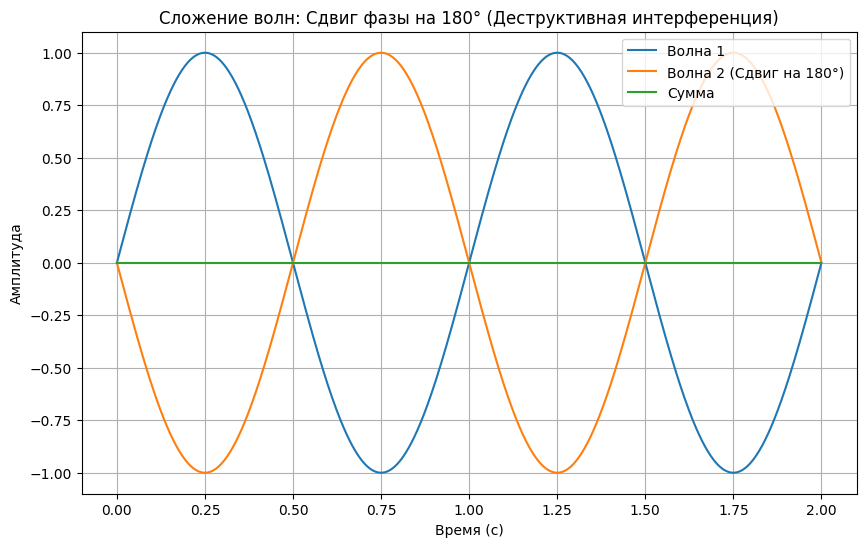 Сложение волн: Сдвиг фазы на 180° (Деструктивная интерференция)
Волна 1
Волна 2 (Сдвиг на 180°)
Сумма
Амплитуда
1.00
0.75
0.50
0.25
0.00
−0.25
−0.50
−0.75
−1.00
0.00 0.25 0.50 0.75 1.00 1.25 1.50 1.75 2.00
Время (с)